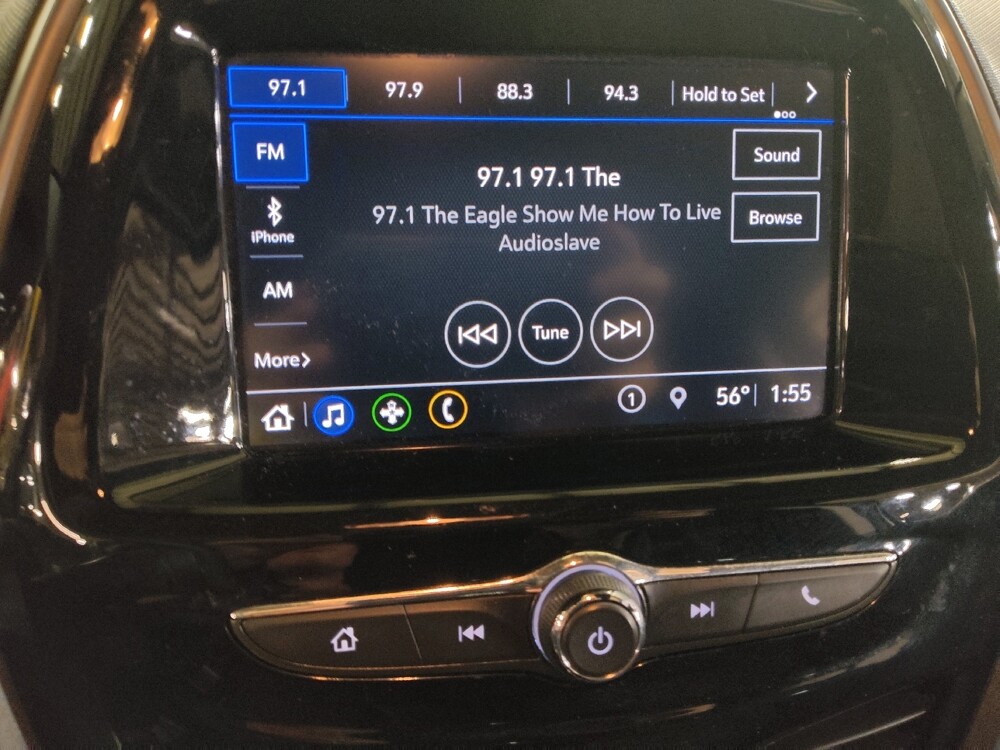 97.1 97.9 88.3 94.3 Hold to Set
FM
Sound
97.1 97.1 The
97.1 The Eagle Show Me How To Live
Audioslave
Browse
iPhone
AM
Tune
More
1 56° 1:55